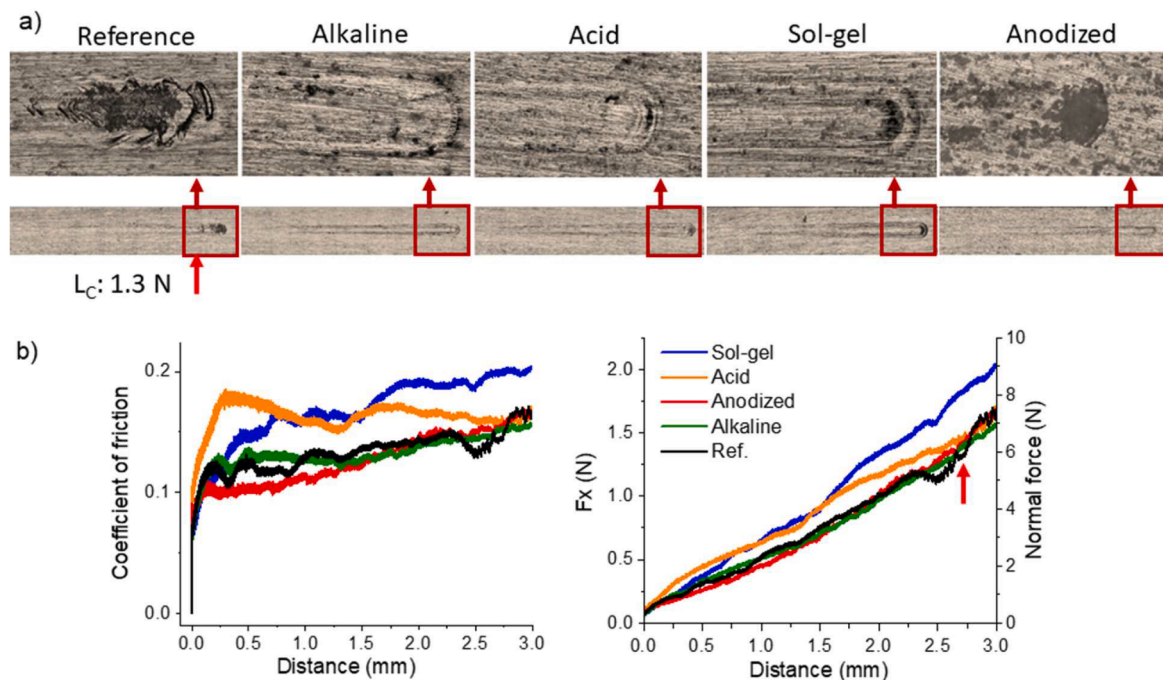 a)
Reference Alkaline Acid Sol-gel Anodized
L_C: 1.3 N
b)
Coefficient of friction
0.2
0.1
0.0
0.0 0.5 1.0 1.5 2.0 2.5 3.0
Distance (mm)
Fx (N)
2.0
1.5
1.0
0.5
0.0
Sol-gel
Acid
Anodized
Alkaline
Ref.
10
8
6
4
2
0
Normal force (N)
0.0 0.5 1.0 1.5 2.0 2.5 3.0
Distance (mm)